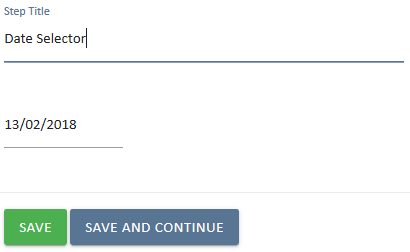 Step Title
Date Selector
13/02/2018
SAVE SAVE AND CONTINUE